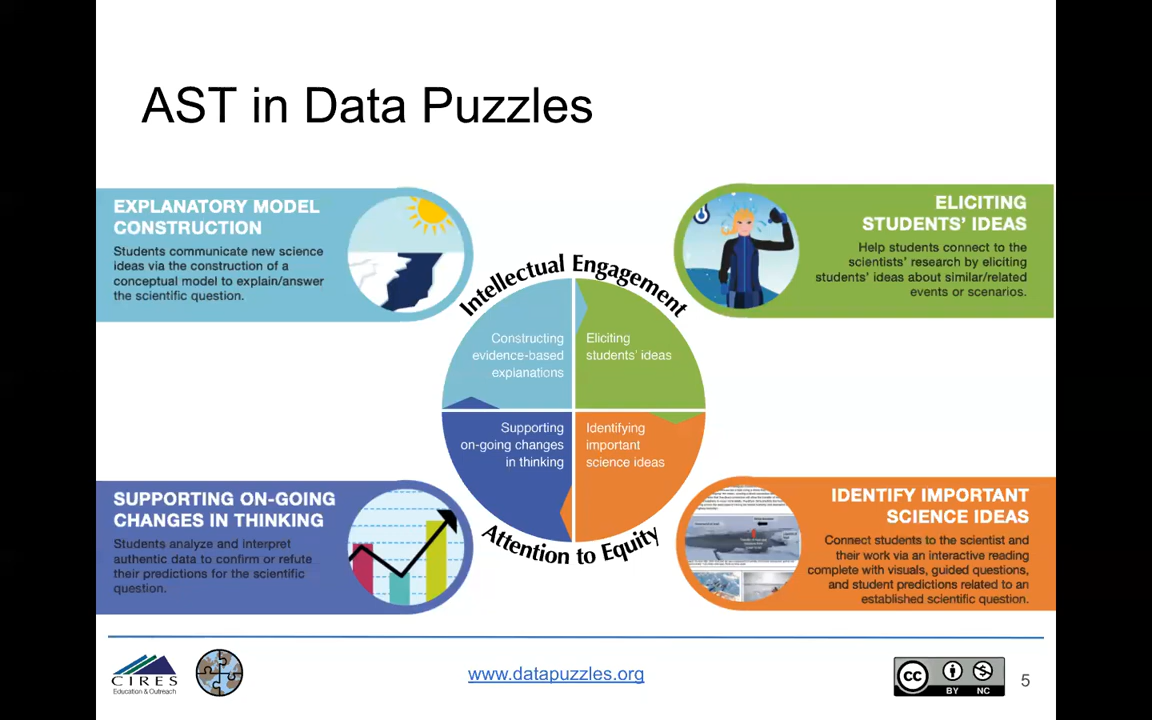 AST in Data Puzzles
EXPLANATORY MODEL
CONSTRUCTION
Students communicate new science
ideas via the construction of a
conceptual model to explain/answer
the scientific question.
ELICITING
STUDENTS' IDEAS
Help students connect to the
scientists' research by eliciting
students' ideas about similar/related
events or scenarios.
Intellectual Engagement
Constructing
evidence-based
explanations
Eliciting
students' ideas
Supporting
on-going changes
in thinking
Identifying
important
science ideas
Attention to Equity
SUPPORTING ON-GOING
CHANGES IN THINKING
Students analyze and interpret
authentic data to confirm or refute
their predictions for the scientific
question.
IDENTIFY IMPORTANT
SCIENCE IDEAS
Connect students to the scientist and
their work via an interactive reading
complete with visuals, guided questions,
and student predictions related to an
established scientific question.
CIRES
Education & Outreach
www.datapuzzles.org
CC
BY NC
5